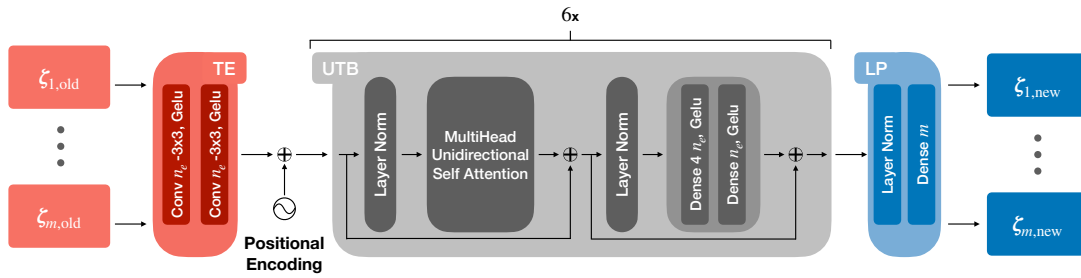 6x
ζ1,old
ζm,old
TE
Conv ne -3x3, Gelu
Conv ne -3x3, Gelu
Positional
Encoding
UTB
Layer Norm
MultiHead
Unidirectional
Self Attention
Layer Norm
Dense 4 ne, Gelu
Dense ne, Gelu
LP
Layer Norm
Dense m
ζ1,new
ζm,new